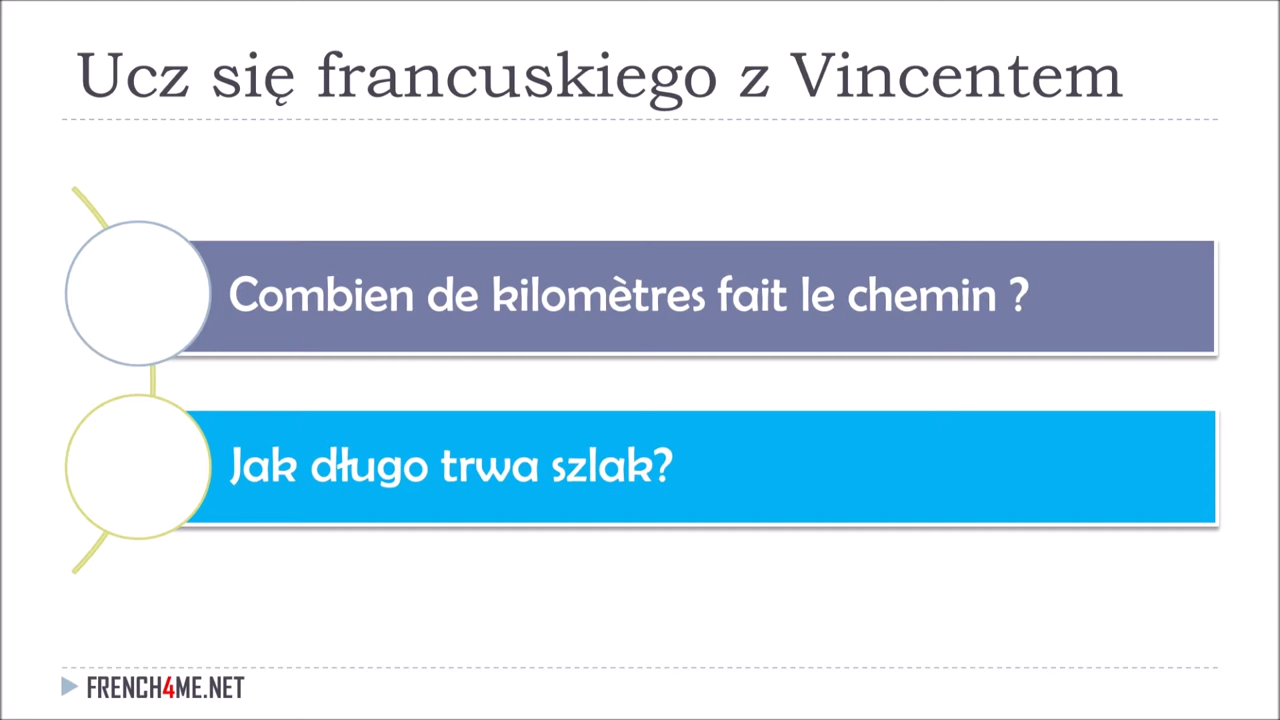 Ucz się francuskiego z Vincentem
Combien de kilomètres fait le chemin ?
Jak długo trwa szlak?
FRENCH4ME.NET